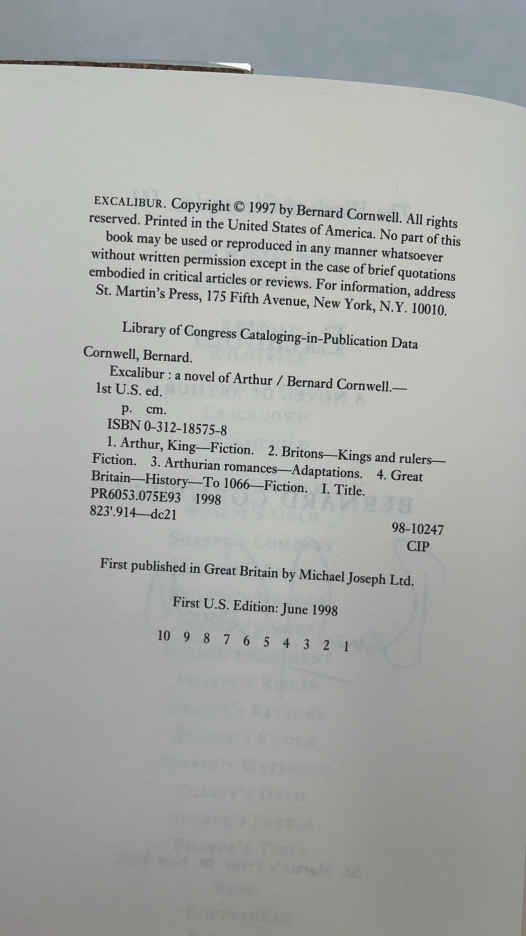 EXCALIBUR. Copyright © 1997 by Bernard Cornwell. All rights
reserved. Printed in the United States of America. No part of this
book may be used or reproduced in any manner whatsoever
without written permission except in the case of brief quotations
embodied in critical articles or reviews. For information, address
St. Martin's Press, 175 Fifth Avenue, New York, N.Y. 10010.
Library of Congress Cataloging-in-Publication Data
Cornwell, Bernard.
Excalibur : a novel of Arthur / Bernard Cornwell.—
1st U.S. ed.
p. cm.
ISBN 0-312-18575-8
1. Arthur, King—Fiction. 2. Britons—Kings and rulers—
Fiction. 3. Arthurian romances—Adaptations. 4. Great
Britain—History—To 1066—Fiction. I. Title.
PR6053.075E93 1998
823'.914—dc21
98-10247
CIP
First published in Great Britain by Michael Joseph Ltd.
First U.S. Edition: June 1998
10 9 8 7 6 5 4 3 2 1